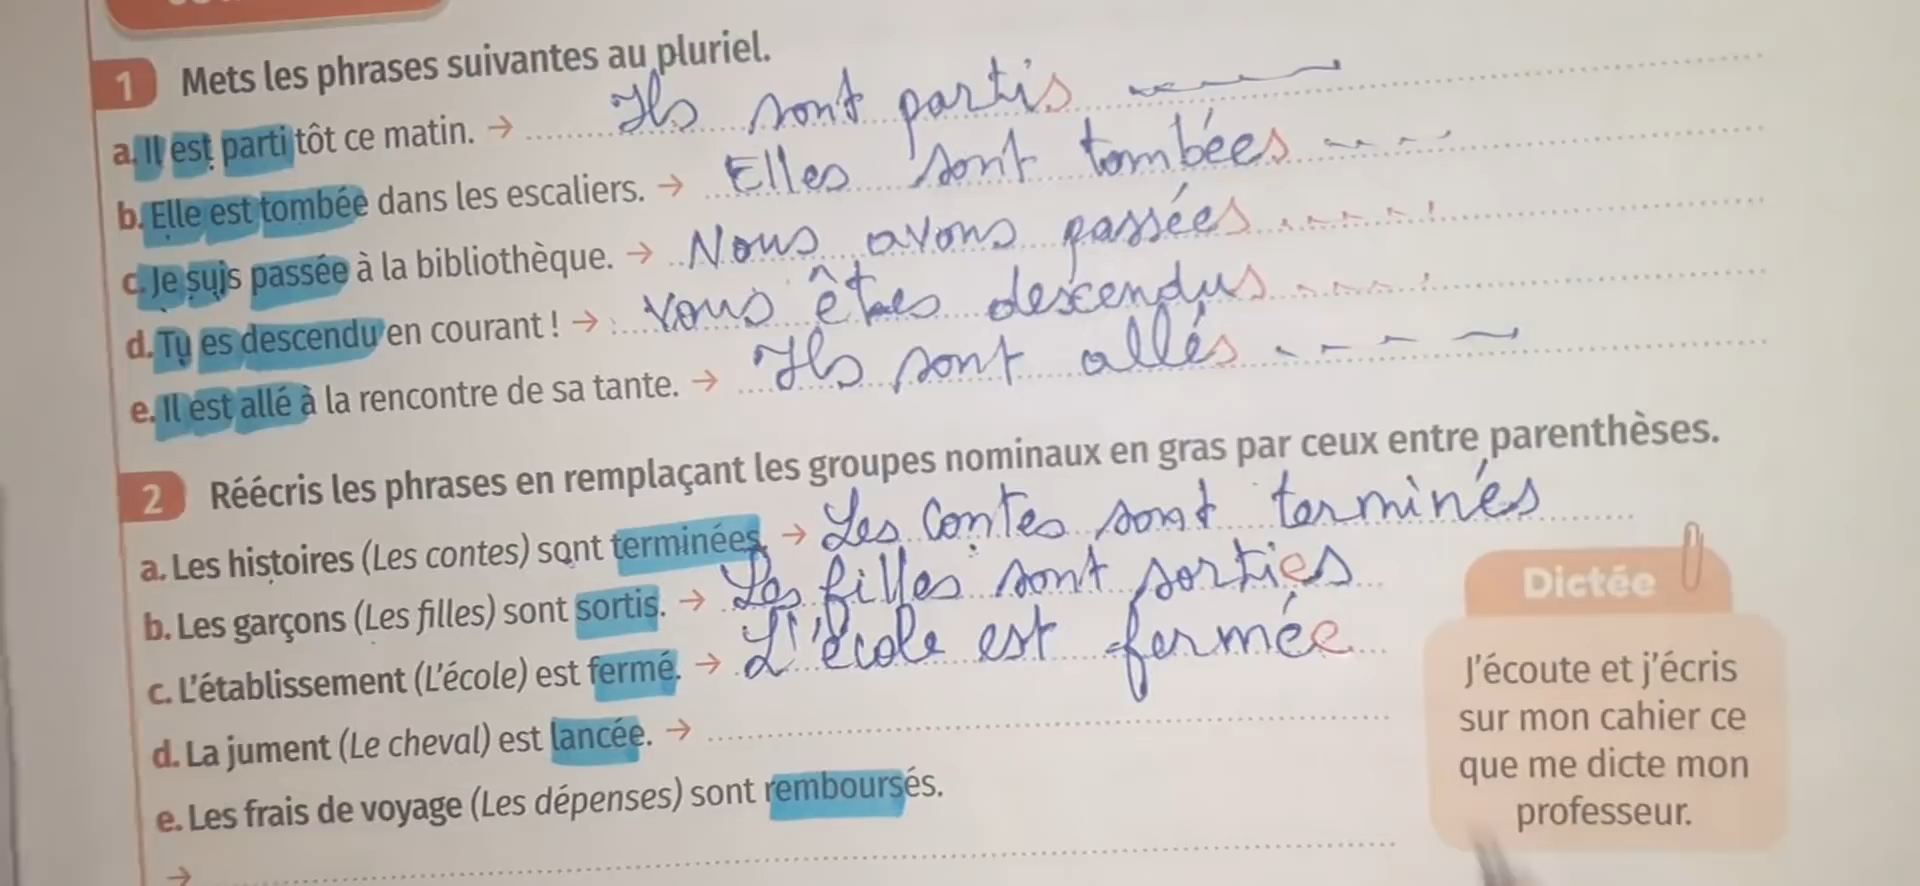 1 Mets les phrases suivantes au pluriel.
a. Il est parti tôt ce matin. → Ils sont partis
b. Elle est tombée dans les escaliers. → Elles sont tombées
c. Je suis passée à la bibliothèque. → Nous avons passées
d. Tu es descendu en courant ! → Vous êtes descendus
e. Il est allé à la rencontre de sa tante. → Ils sont allés
2 Réécris les phrases en remplaçant les groupes nominaux en gras par ceux entre parenthèses.
a. Les histoires (Les contes) sont terminées. → Les contes sont terminés
b. Les garçons (Les filles) sont sortis. → Les filles sont sorties
c. L'établissement (L'école) est fermé. → L'école est fermée
d. La jument (Le cheval) est lancée. →
e. Les frais de voyage (Les dépenses) sont remboursés.
→
Dictée
J'écoute et j'écris
sur mon cahier ce
que me dicte mon
professeur.